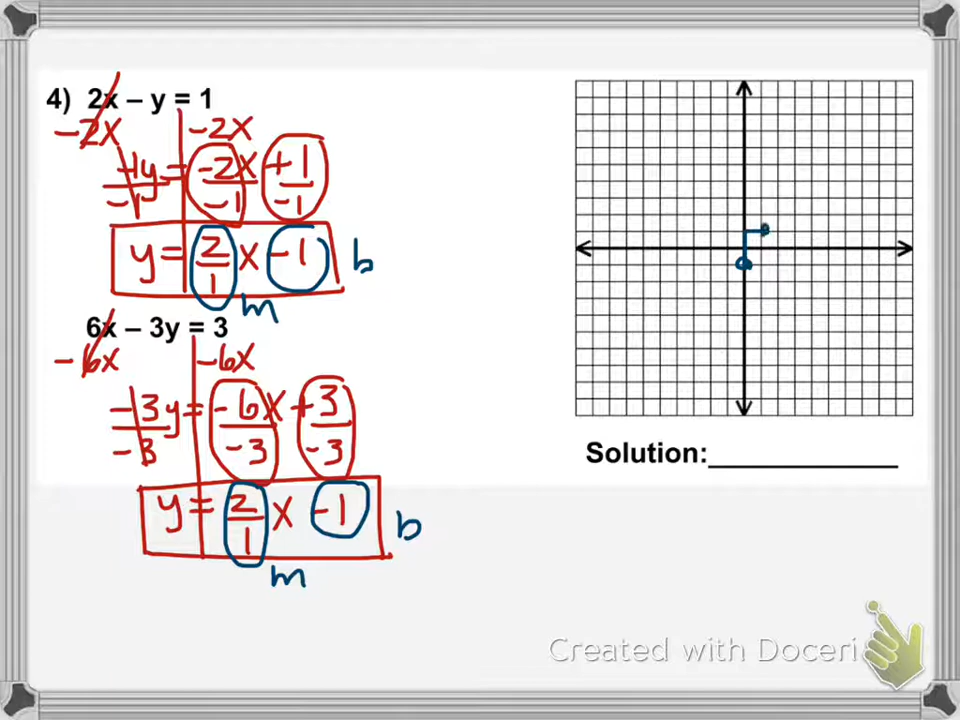 4) 2x – y = 1
-2x -2x
-1y = -2x +1
-1 -1 -1
y = 2/1 x -1 b
m
6x – 3y = 3
-6x -6x
-3y = -6x +3
-3 -3 -3
y = 2/1 x -1 b
m
Solution:______________
Created with Doceri